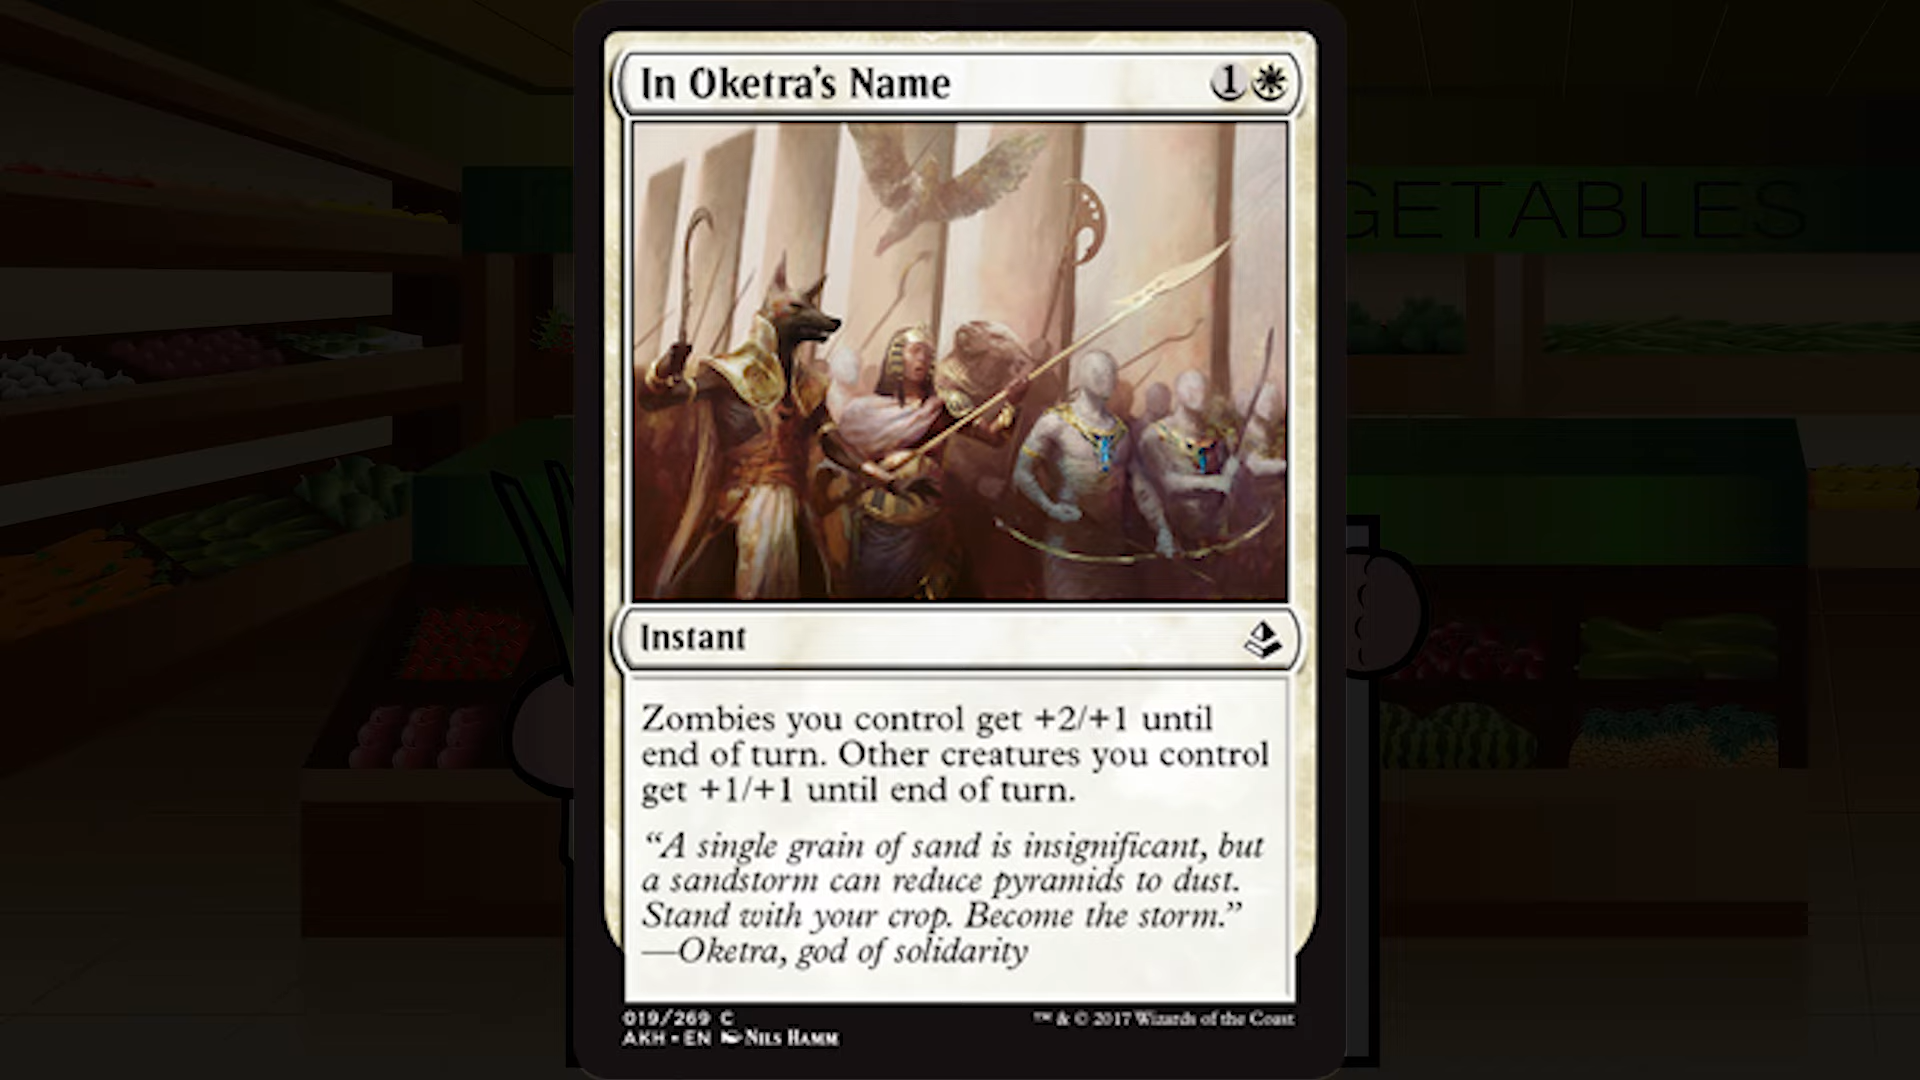 In Oketra's Name 1
GETABLES
Instant
Zombies you control get +2/+1 until
end of turn. Other creatures you control
get +1/+1 until end of turn.
“A single grain of sand is insignificant, but
a sandstorm can reduce pyramids to dust.
Stand with your crop. Become the storm.”
—Oketra, god of solidarity
019/269 C
™ & © 2017 Wizards of the Coast
AKH • EN Nils Hamm